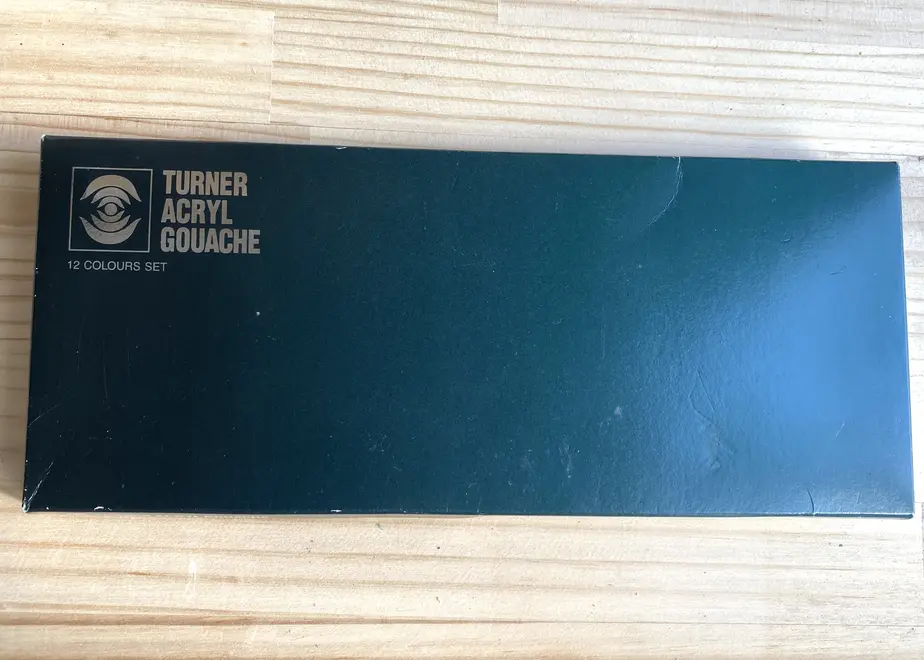 TURNER
ACRYL
GOUACHE
12 COLOURS SET